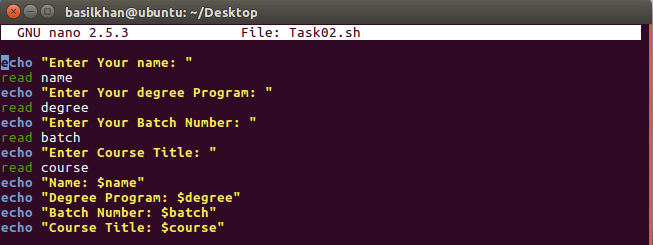 basilkhan@ubuntu: ~/Desktop
GNU nano 2.5.3 File: Task02.sh
echo "Enter Your name: "
read name
echo "Enter Your degree Program: "
read degree
echo "Enter Your Batch Number: "
read batch
echo "Enter Course Title: "
read course
echo "Name: $name"
echo "Degree Program: $degree"
echo "Batch Number: $batch"
echo "Course Title: $course"